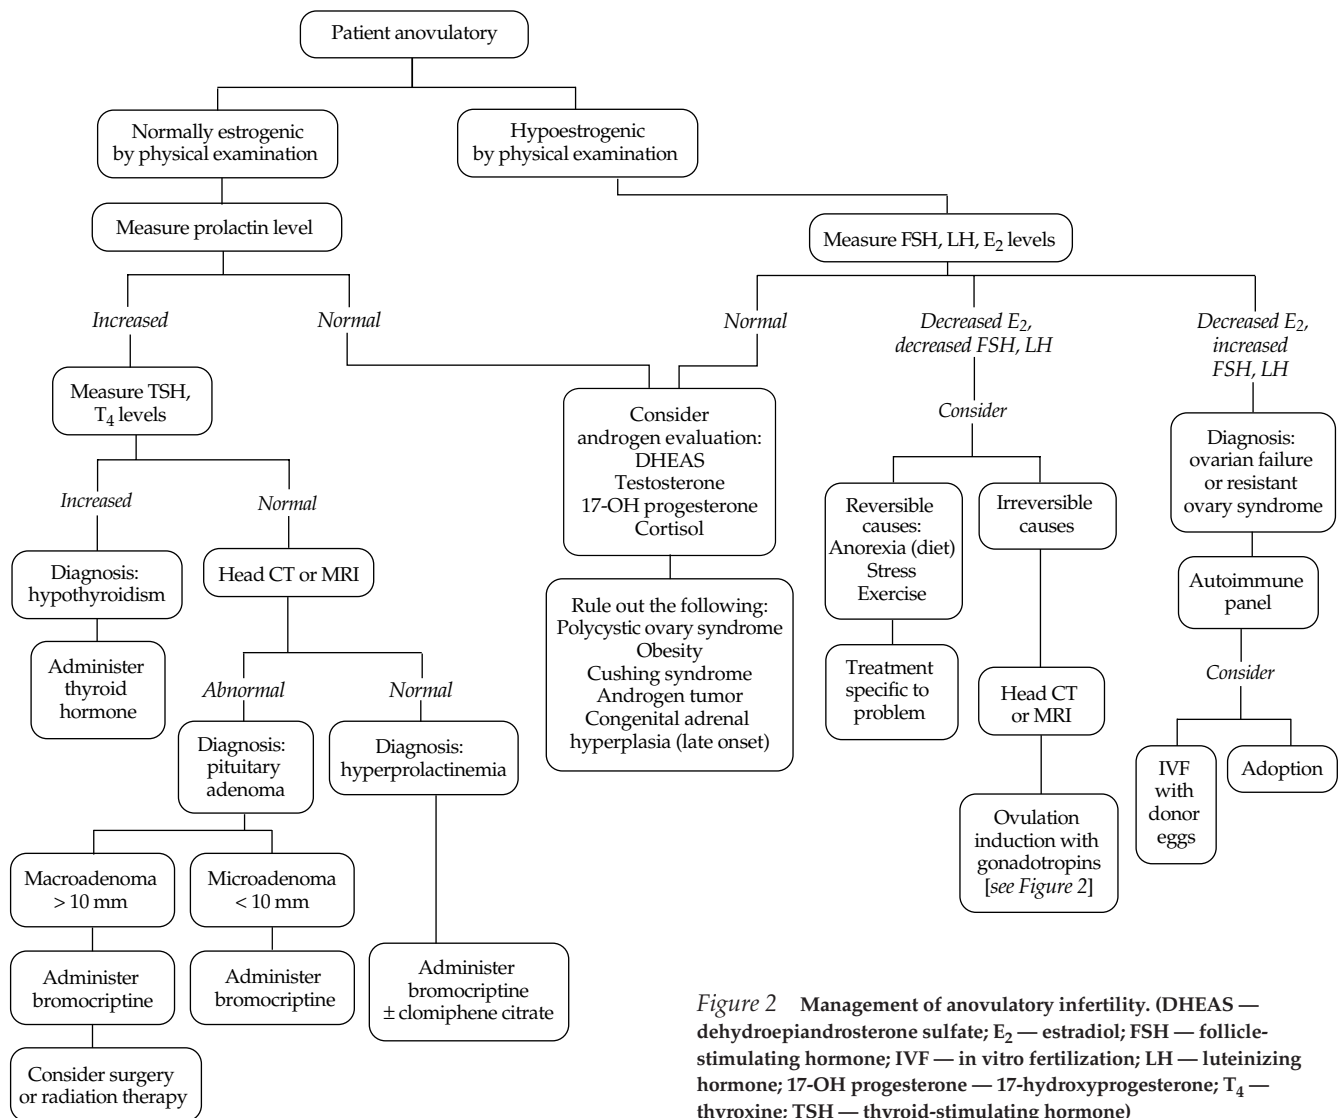 Patient anovulatory
Normally estrogenic
by physical examination
Hypoestrogenic
by physical examination
Measure prolactin level
Measure FSH, LH, E2 levels
Increased
Normal
Normal
Decreased E2,
decreased FSH, LH
Decreased E2,
increased
FSH, LH
Measure TSH,
T4 levels
Consider
androgen evaluation:
DHEAS
Testosterone
17-OH progesterone
Cortisol
Consider
Diagnosis:
ovarian failure
or resistant
ovary syndrome
Increased
Normal
Reversible
causes:
Anorexia (diet)
Stress
Exercise
Irreversible
causes
Diagnosis:
hypothyroidism
Head CT or MRI
Autoimmune
panel
Rule out the following:
Polycystic ovary syndrome
Obesity
Cushing syndrome
Androgen tumor
Congenital adrenal
hyperplasia (late onset)
Administer
thyroid
hormone
Abnormal
Normal
Treatment
specific to
problem
Head CT
or MRI
Consider
Diagnosis:
pituitary
adenoma
Diagnosis:
hyperprolactinemia
IVF
with
donor
eggs
Adoption
Ovulation
induction with
gonadotropins
[see Figure 2]
Macroadenoma
> 10 mm
Microadenoma
< 10 mm
Administer
bromocriptine
Administer
bromocriptine
Administer
bromocriptine
± clomiphene citrate
Consider surgery
or radiation therapy
Figure 2 Management of anovulatory infertility. (DHEAS —
dehydroepiandrosterone sulfate; E2 — estradiol; FSH — follicle-
stimulating hormone; IVF — in vitro fertilization; LH — luteinizing
hormone; 17-OH progesterone — 17-hydroxyprogesterone; T4 —
thyroxine; TSH — thyroid-stimulating hormone)